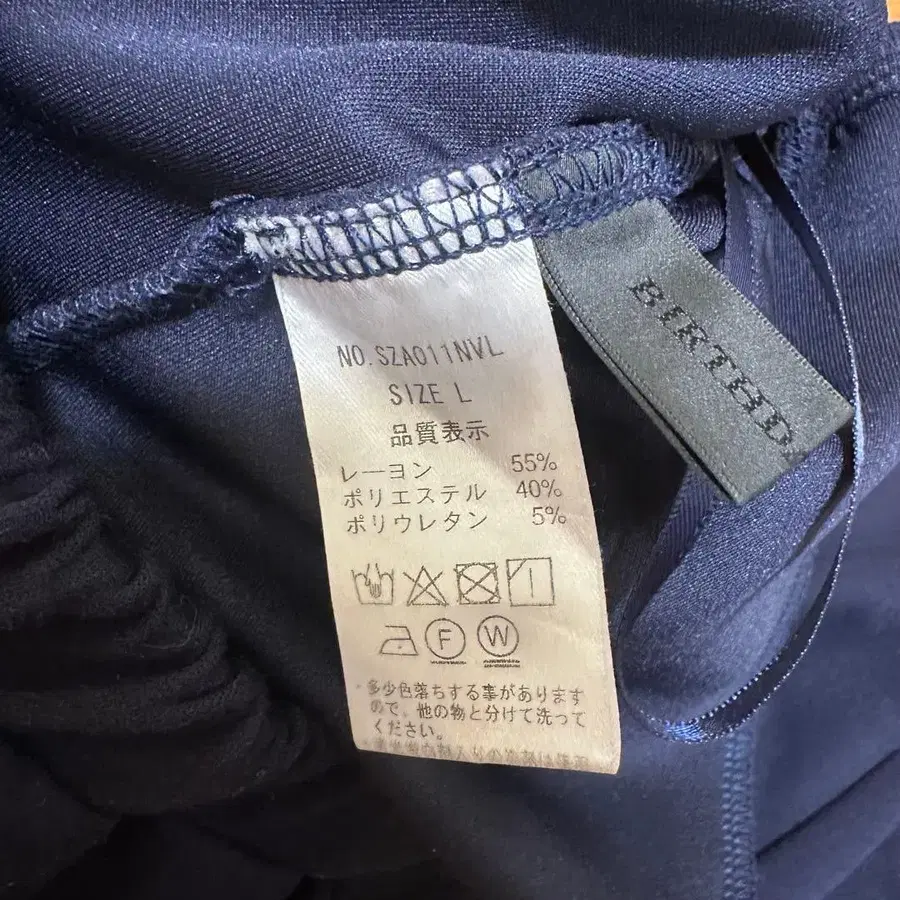 NO.SZA011NVL
SIZE L
品質表示
レーヨン 55%
ポリエステル 40%
ポリウレタン 5%
F W
・多少色落ちする事があります
ので、他の物と分けて洗って
ください。
BIRTHD